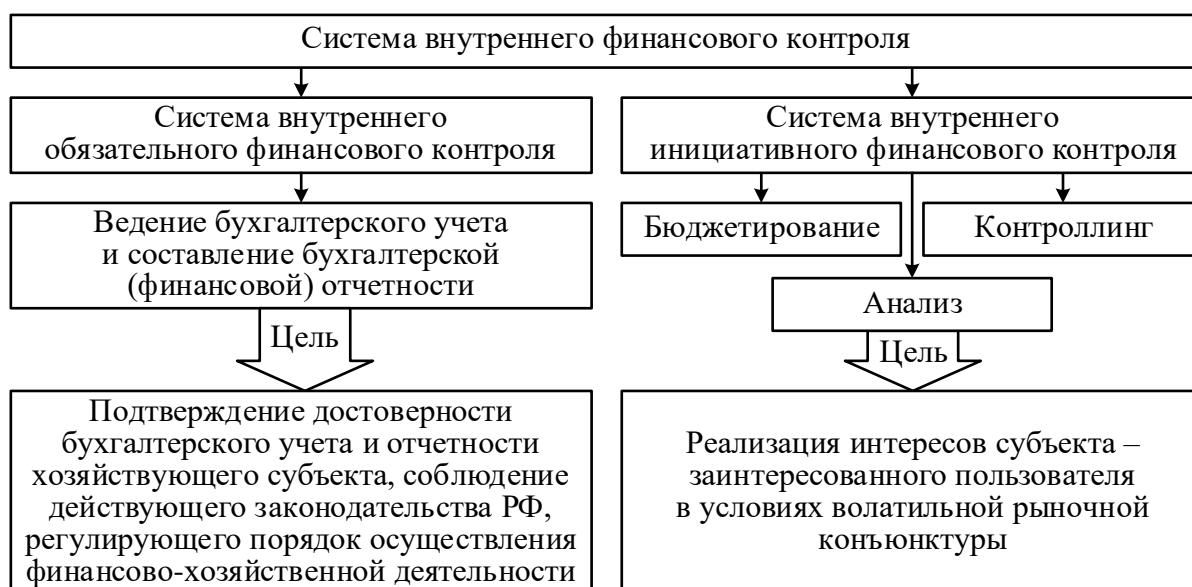 Система внутреннего финансового контроля
Система внутреннего
обязательного финансового контроля
Система внутреннего
инициативного финансового контроля
Ведение бухгалтерского учета
и составление бухгалтерской
(финансовой) отчетности
Бюджетирование
Контроллинг
Анализ
Цель
Цель
Подтверждение достоверности
бухгалтерского учета и отчетности
хозяйствующего субъекта, соблюдение
действующего законодательства РФ,
регулирующего порядок осуществления
финансово-хозяйственной деятельности
Реализация интересов субъекта –
заинтересованного пользователя
в условиях волатильной рыночной
конъюнктуры